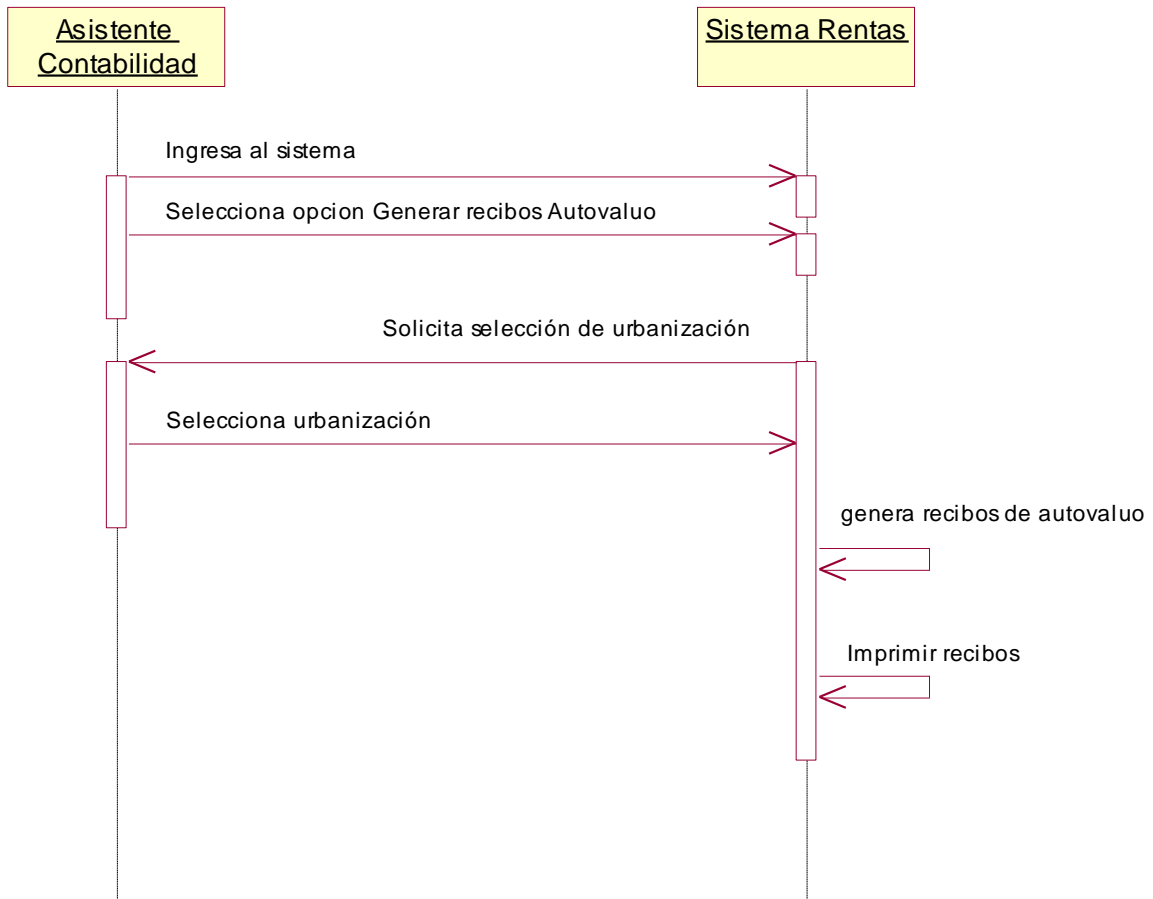 Asistente
Contabilidad
Sistema Rentas
Ingresa al sistema
Selecciona opcion Generar recibos Autovaluo
Solicita selección de urbanización
Selecciona urbanización
genera recibos de autovaluo
Imprimir recibos